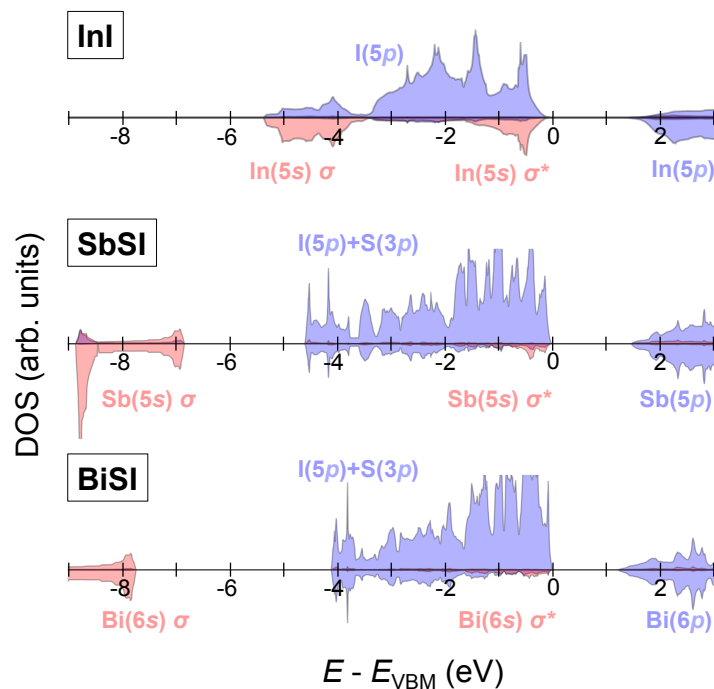 InI
I(5p)
-8 -6 -4 -2 0 2
In(5s) σ In(5s) σ* In(5p)
SbSI
I(5p)+S(3p)
-8 -6 -4 -2 0 2
Sb(5s) σ Sb(5s) σ* Sb(5p)
BiSI
I(5p)+S(3p)
-8 -6 -4 -2 0 2
Bi(6s) σ Bi(6s) σ* Bi(6p)
DOS (arb. units)
E - EVBM (eV)